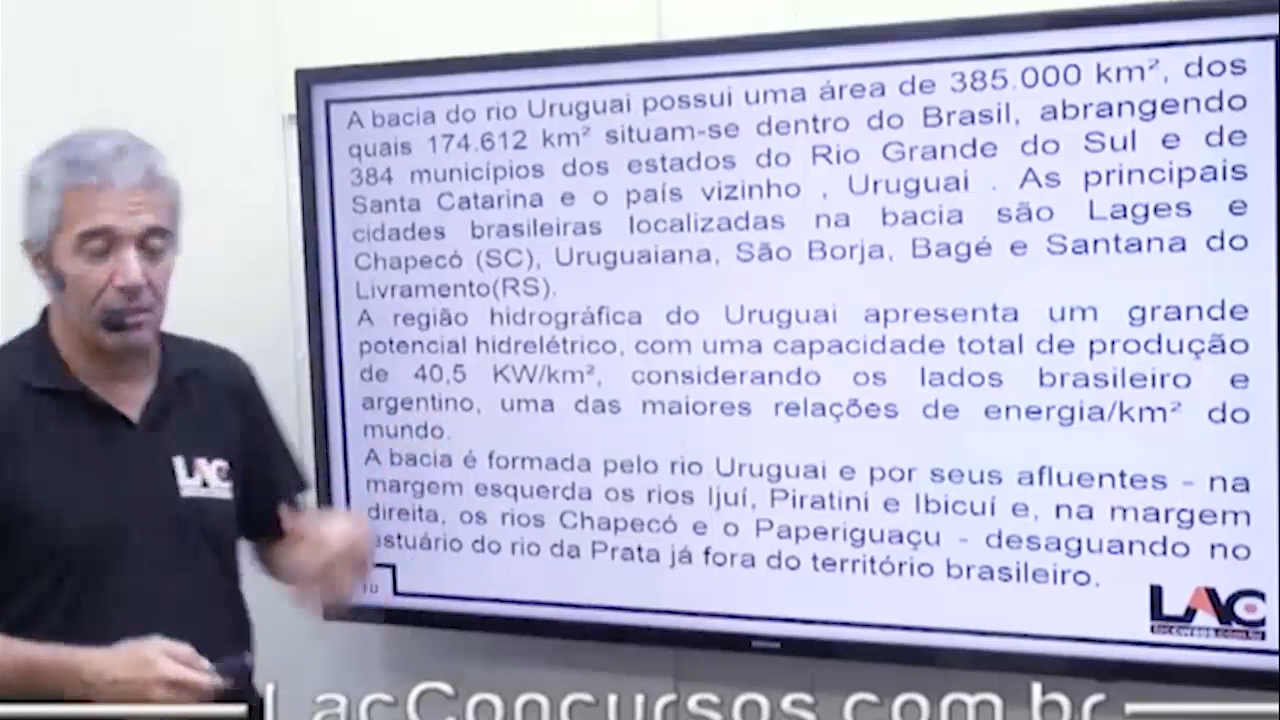 A bacia do rio Uruguai possui uma área de 385.000 km², dos
quais 174.612 km² situam-se dentro do Brasil, abrangendo
384 municípios dos estados do Rio Grande do Sul e de
Santa Catarina e o país vizinho , Uruguai . As principais
cidades brasileiras localizadas na bacia são Lages e
Chapecó (SC), Uruguaiana, São Borja, Bagé e Santana do
Livramento(RS).
A região hidrográfica do Uruguai apresenta um grande
potencial hidrelétrico, com uma capacidade total de produção
de 40,5 KW/km², considerando os lados brasileiro e
argentino, uma das maiores relações de energia/km² do
mundo.
A bacia é formada pelo rio Uruguai e por seus afluentes - na
margem esquerda os rios Ijuí, Piratini e Ibicuí e, na margem
direita, os rios Chapecó e o Paperiguaçu - desaguando no
estuário do rio da Prata já fora do território brasileiro.
10
LAC
lacconcursos.com.br
LAC
LacConcursos.com.br